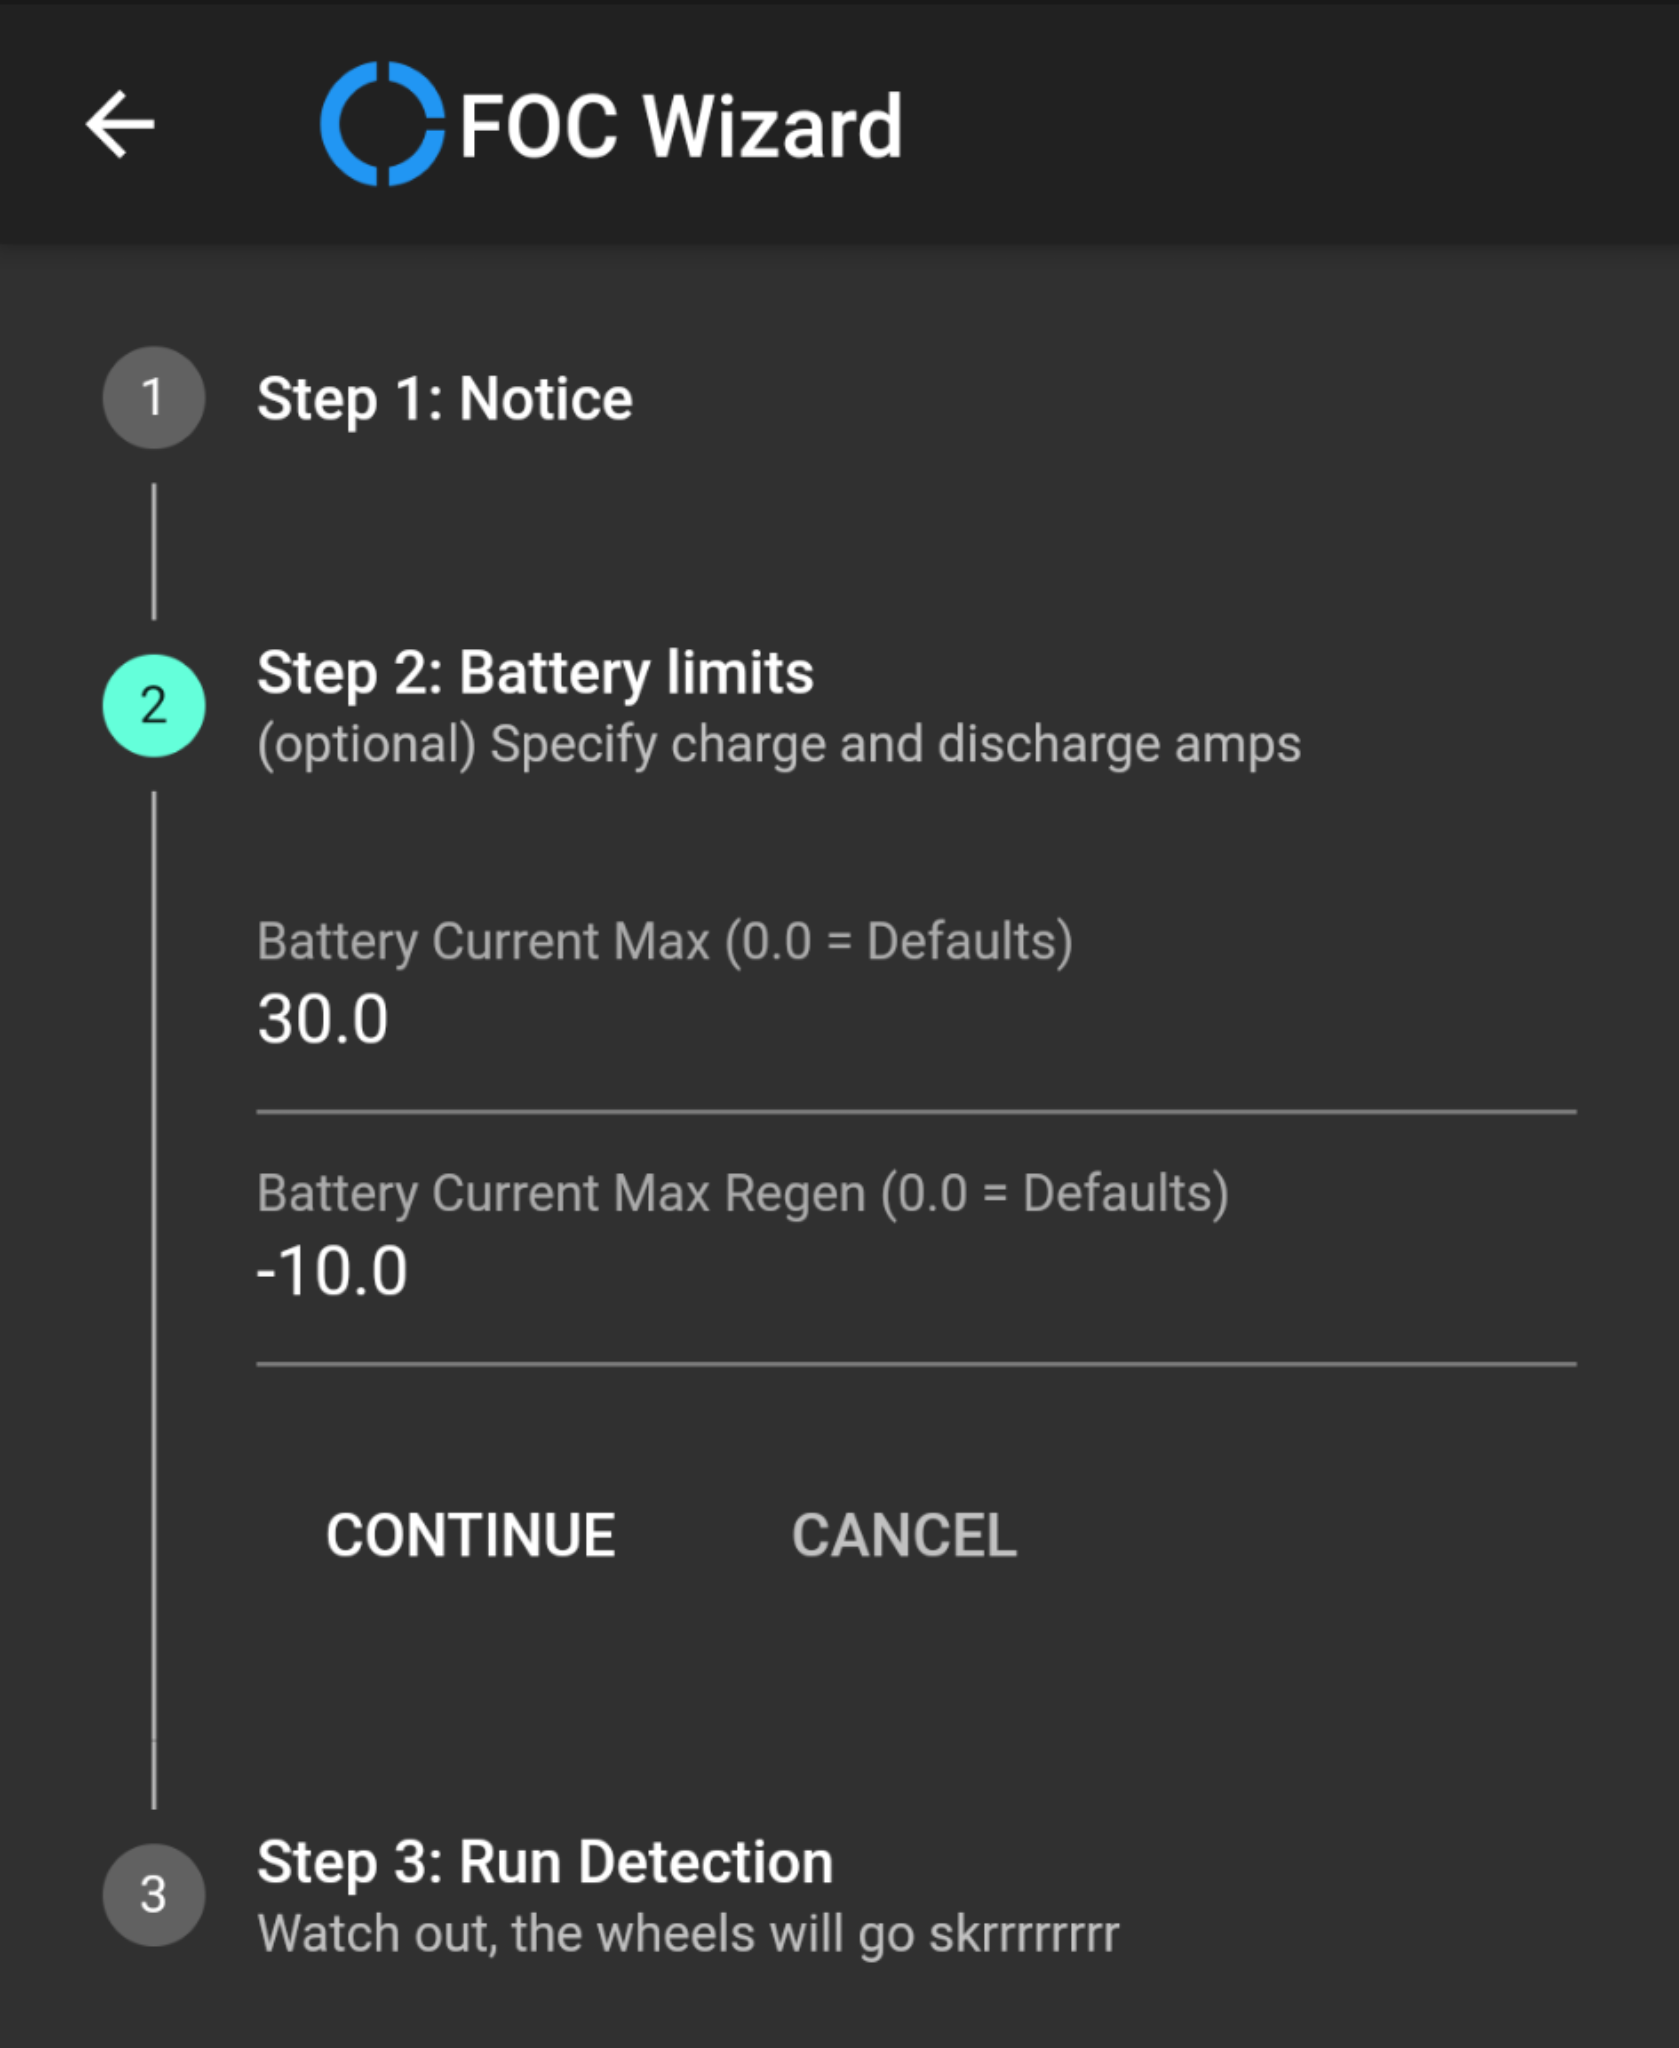 FOC Wizard
1
Step 1: Notice
2
Step 2: Battery limits
(optional) Specify charge and discharge amps
Battery Current Max (0.0 = Defaults)
30.0
Battery Current Max Regen (0.0 = Defaults)
-10.0
CONTINUE CANCEL
3
Step 3: Run Detection
Watch out, the wheels will go skrrrrrrrr